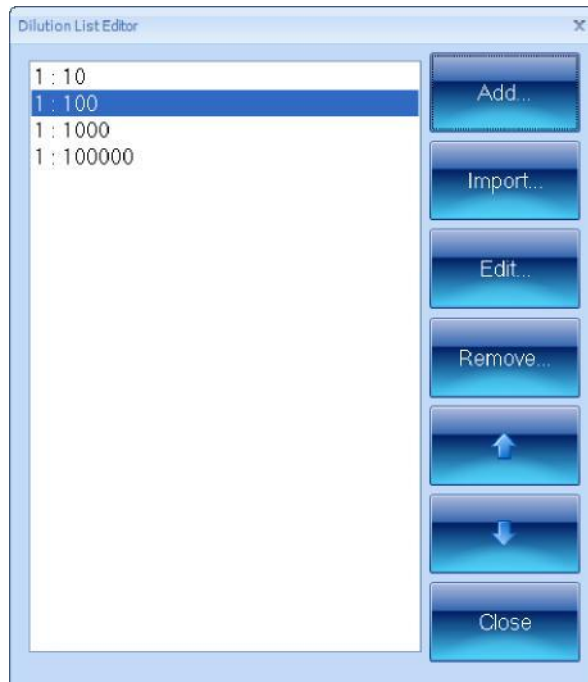 Dilution List Editor
1 : 10
1 : 100
1 : 1000
1 : 100000
Add...
Import...
Edit...
Remove...
Close